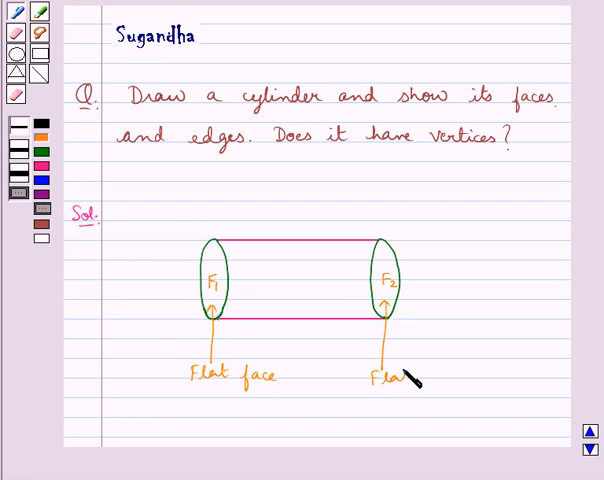 Sugandha
Q. Draw a cylinder and show its faces
and edges. Does it have vertices?
Sol.
F1 F2
Flat face Fla